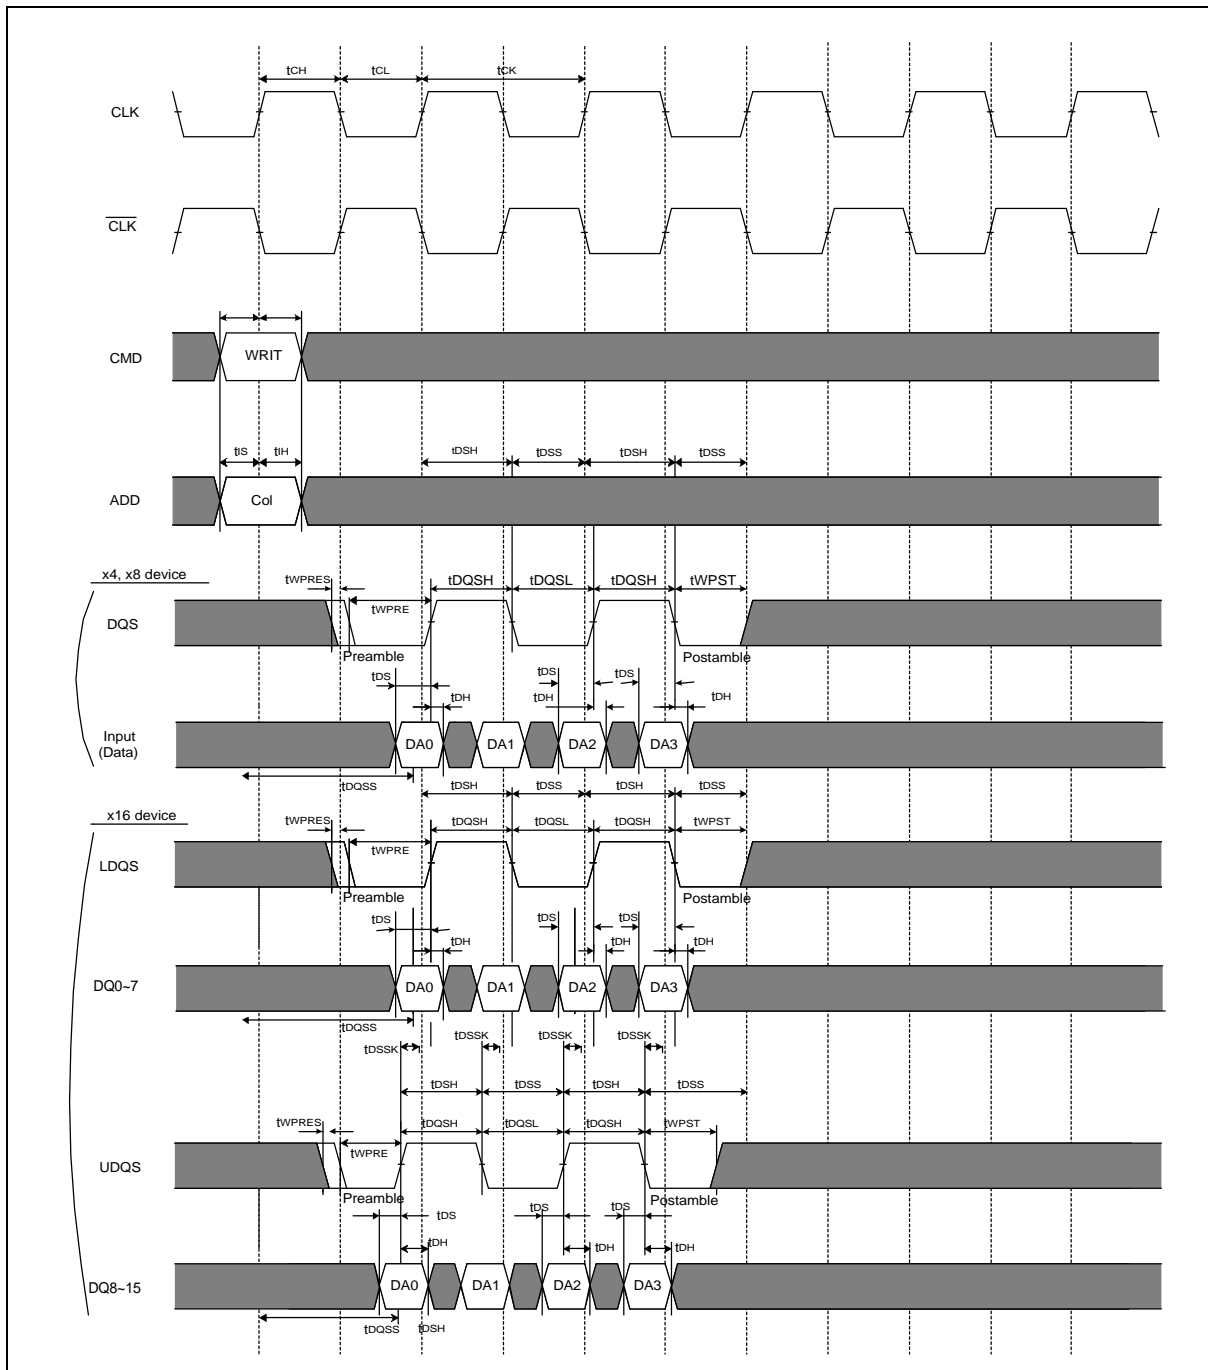 tCH tCL tCK
CLK
CLK
CMD WRIT
tIS tIH tDSH tDSS tDSH tDSS
ADD Col
x4, x8 device
tWPRES tDQSH tDQSL tDQSH tWPST
tWPRE
DQS
Preamble Postamble
tDS tDS tDS
tDH tDH tDH
Input
(Data)
DA0 DA1 DA2 DA3
tDQSS
tDSH tDSS tDSH tDSS
x16 device
tWPRES tDQSH tDQSL tDQSH tWPST
tWPRE
LDQS
Preamble Postamble
tDS tDS tDS
tDH tDH tDH
DQ0~7 DA0 DA1 DA2 DA3
tDQSS
tDSSK tDSSK tDSSK tDSSK
tDSH tDSS tDSH tDSS
tWPRES tDQSH tDQSL tDQSH tWPST
tWPRE
UDQS
Preamble Postamble
tDS tDS tDS
tDH tDH tDH
DQ8~15 DA0 DA1 DA2 DA3
tDQSS tDSH